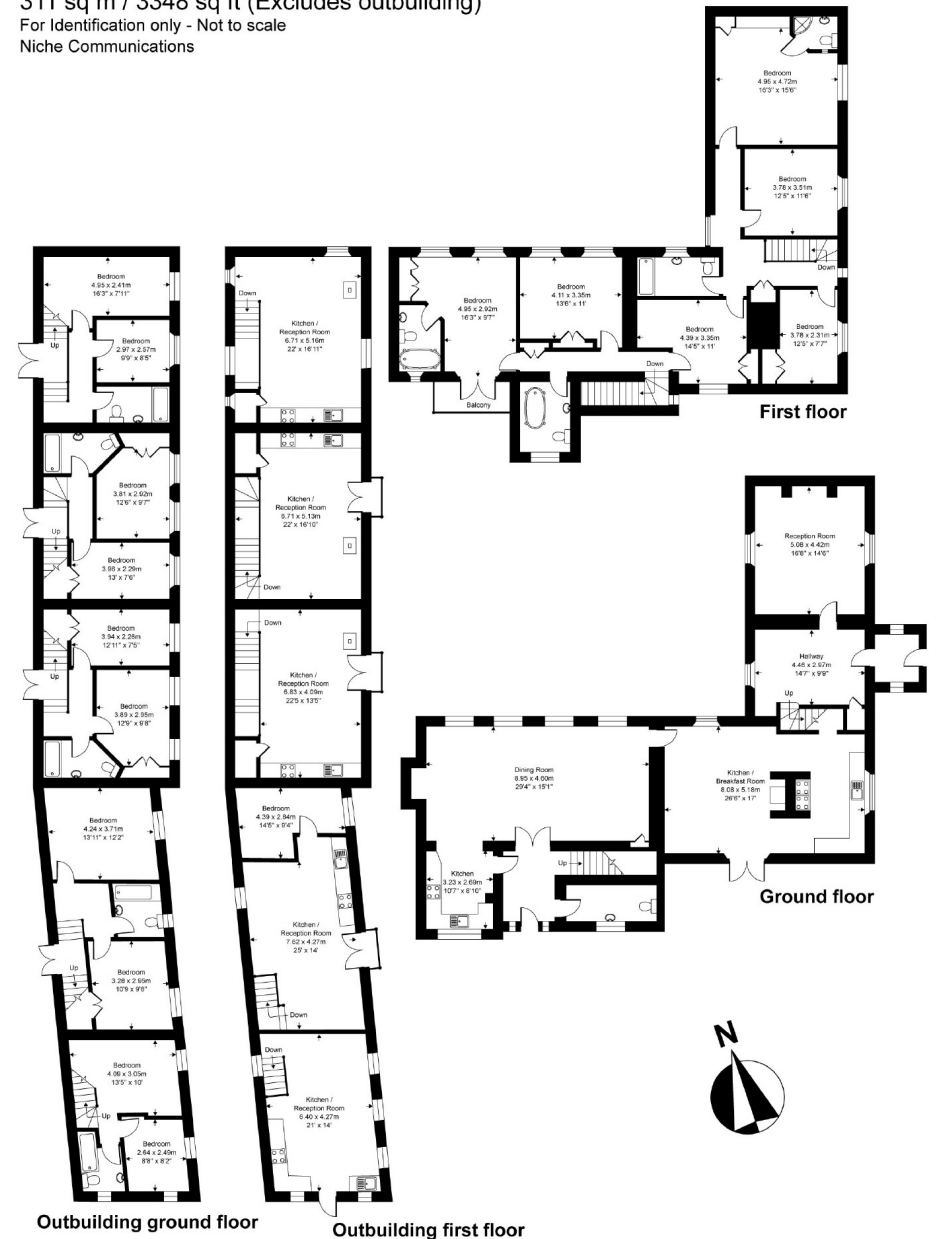 311 sq m / 3348 sq ft (Excludes outbuilding)
For Identification only - Not to scale
Niche Communications
Bedroom
4.96 x 4.72m
16'3" x 15'6"
Bedroom
3.78 x 3.51m
12'5" x 11'6"
Down
Bedroom
4.95 x 2.92m
16'3" x 9'7"
Bedroom
4.11 x 3.35m
13'6" x 11'
Bedroom
4.39 x 3.35m
14'5" x 11'
Bedroom
3.78 x 2.31m
12'5" x 7'7"
Down
Balcony
First floor
Reception Room
5.08 x 4.42m
16'8" x 14'6"
Hallway
4.46 x 2.97m
14'7" x 9'9"
Up
Dining Room
8.95 x 4.60m
29'4" x 15'1"
Kitchen /
Breakfast Room
8.08 x 5.18m
26'6" x 17'
Kitchen
3.23 x 2.69m
10'7" x 8'10"
Up
Ground floor
N
Bedroom
4.95 x 2.41m
16'3" x 7'11"
Up
Bedroom
2.97 x 2.57m
9'9" x 8'5"
Bedroom
3.81 x 2.92m
12'6" x 9'7"
Up
Bedroom
3.96 x 2.29m
13' x 7'6"
Bedroom
3.94 x 2.26m
12'11" x 7'5"
Up
Bedroom
3.89 x 2.95m
12'9" x 9'8"
Bedroom
4.24 x 3.71m
13'11" x 12'2"
Up
Bedroom
3.28 x 2.95m
10'9 x 9'8"
Bedroom
4.09 x 3.05m
13'5" x 10'
Up
Bedroom
2.64 x 2.49m
8'8" x 8'2"
Outbuilding ground floor
Down
Kitchen /
Reception Room
6.71 x 5.16m
22' x 16'11"
Kitchen /
Reception Room
6.71 x 5.13m
22' x 16'10"
Down
Down
Kitchen /
Reception Room
6.83 x 4.09m
22'5 x 13'5"
Bedroom
4.39 x 2.84m
14'5" x 9'4"
Kitchen /
Reception Room
7.62 x 4.27m
25' x 14'
Down
Down
Kitchen /
Reception Room
6.40 x 4.27m
21' x 14'
Outbuilding first floor